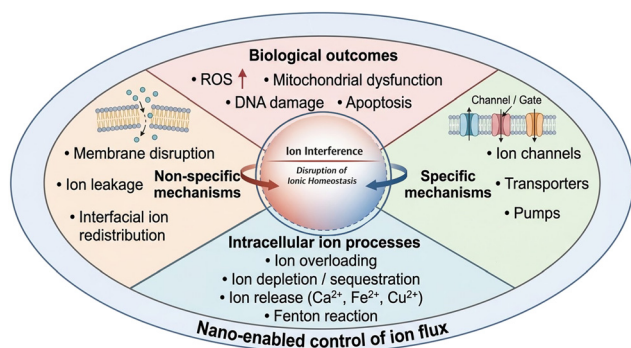 Biological outcomes
• ROS ↑ • Mitochondrial dysfunction
• DNA damage • Apoptosis
• Membrane disruption
• Ion leakage
• Interfacial ion
redistribution
Non-specific
mechanisms
Ion Interference
Disruption of
Ionic Homeostasis
Specific
mechanisms
Channel / Gate
• Ion channels
• Transporters
• Pumps
Intracellular ion processes
• Ion overloading
• Ion depletion / sequestration
• Ion release (Ca²⁺, Fe²⁺, Cu²⁺)
• Fenton reaction
Nano-enabled control of ion flux